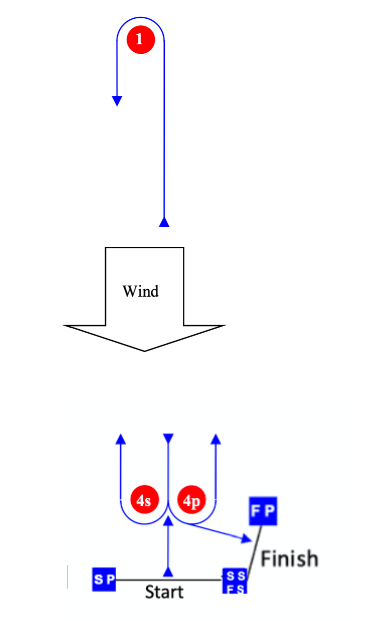 1
Wind
4s 4p
F P
Finish
S P
S S
F S
Start